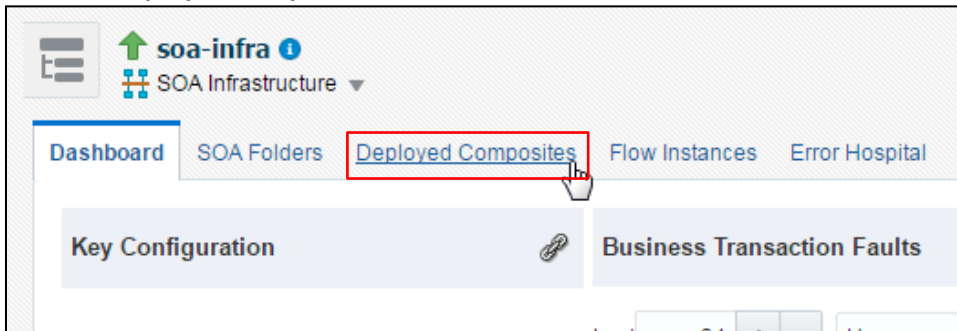 soa-infra
SOA Infrastructure
Dashboard SOA Folders Deployed Composites Flow Instances Error Hospital
Key Configuration Business Transaction Faults